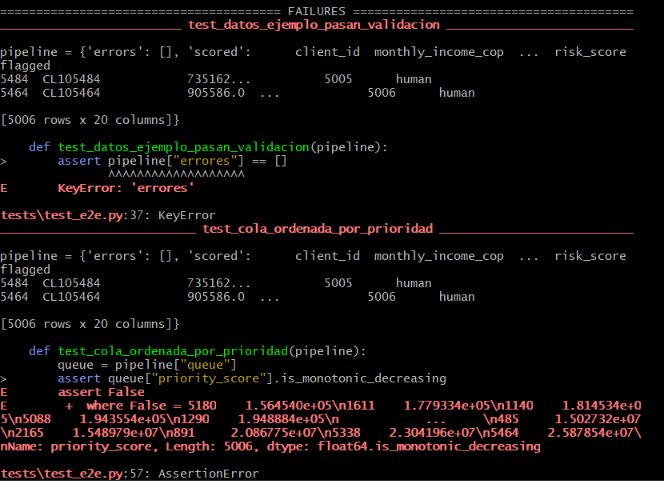 ======================================= FAILURES =======================================
_________________________ test_datos_ejemplo_pasan_validacion __________________________
pipeline = {'errors': [], 'scored':      client_id  monthly_income_cop  ...  risk_score
flagged
5484  CL105484            735162...          5005      human
5464  CL105464            905586.0  ...            5006      human
[5006 rows x 20 columns]}
    def test_datos_ejemplo_pasan_validacion(pipeline):
>       assert pipeline["errores"] == []
               ^^^^^^^^^^^^^^^^^^^
E       KeyError: 'errores'
tests\test_e2e.py:37: KeyError
___________________________ test_cola_ordenada_por_prioridad ___________________________
pipeline = {'errors': [], 'scored':      client_id  monthly_income_cop  ...  risk_score
flagged
5484  CL105484            735162...          5005      human
5464  CL105464            905586.0  ...            5006      human
[5006 rows x 20 columns]}
    def test_cola_ordenada_por_prioridad(pipeline):
        queue = pipeline["queue"]
>       assert queue["priority_score"].is_monotonic_decreasing
E       assert False
E        +  where False = 5180    1.564540e+05\n1611    1.779334e+05\n1140    1.814534e+0
5\n5088    1.943554e+05\n1290    1.948884e+05\n            ...     \n485     1.502732e+07
\n2165    1.548979e+07\n891     2.086775e+07\n5338    2.304196e+07\n5464    2.587854e+07\
nName: priority_score, Length: 5006, dtype: float64.is_monotonic_decreasing
tests\test_e2e.py:57: AssertionError